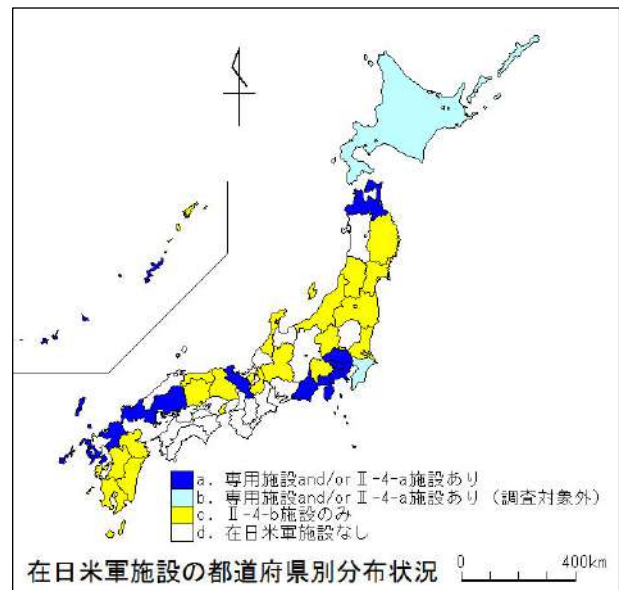 a. 専用施設and/orⅡ-4-a施設あり
b. 専用施設and/orⅡ-4-a施設あり（調査対象外）
c. Ⅱ-4-b施設のみ
d. 在日米軍施設なし
在日米軍施設の都道府県別分布状況
0 400km